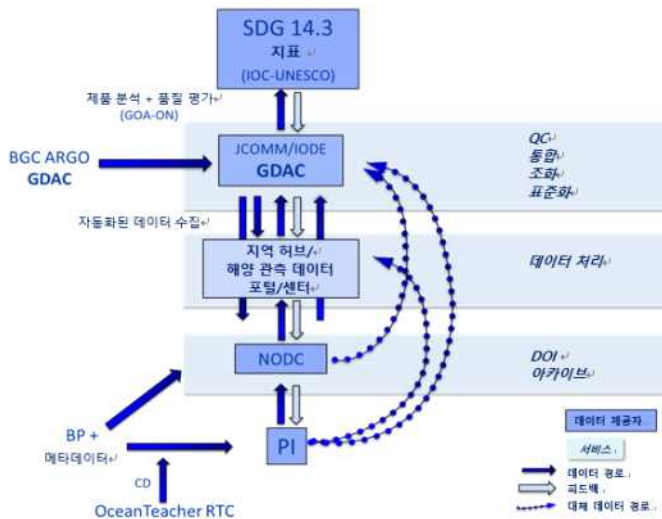 SDG 14.3
지표
(IOC-UNESCO)
제품 분석 + 품질 평가
(GOA-ON)
JCOMM/IODE
GDAC
QC
통합
조화
표준화
BGC ARGO
GDAC
자동화된 데이터 수집
지역 허브/
해양 관측 데이터
포털/센터
데이터 처리
NODC
DOI
아카이브
BP +
메타데이터
PI
CD
OceanTeacher RTC
데이터 제공자
서비스
데이터 경로
피드백
대체 데이터 경로